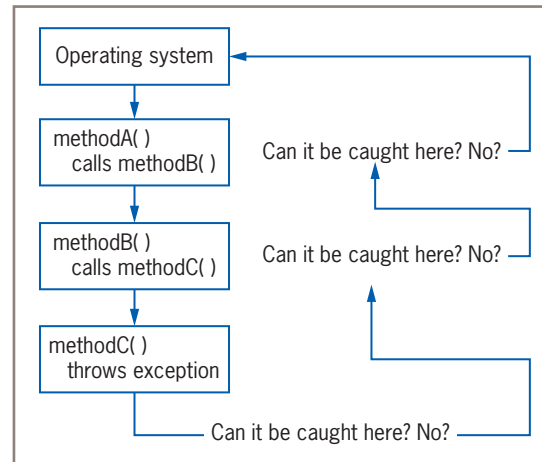 Operating system
methodA( )
calls methodB( )
Can it be caught here? No?
methodB( )
calls methodC( )
Can it be caught here? No?
methodC( )
throws exception
Can it be caught here? No?